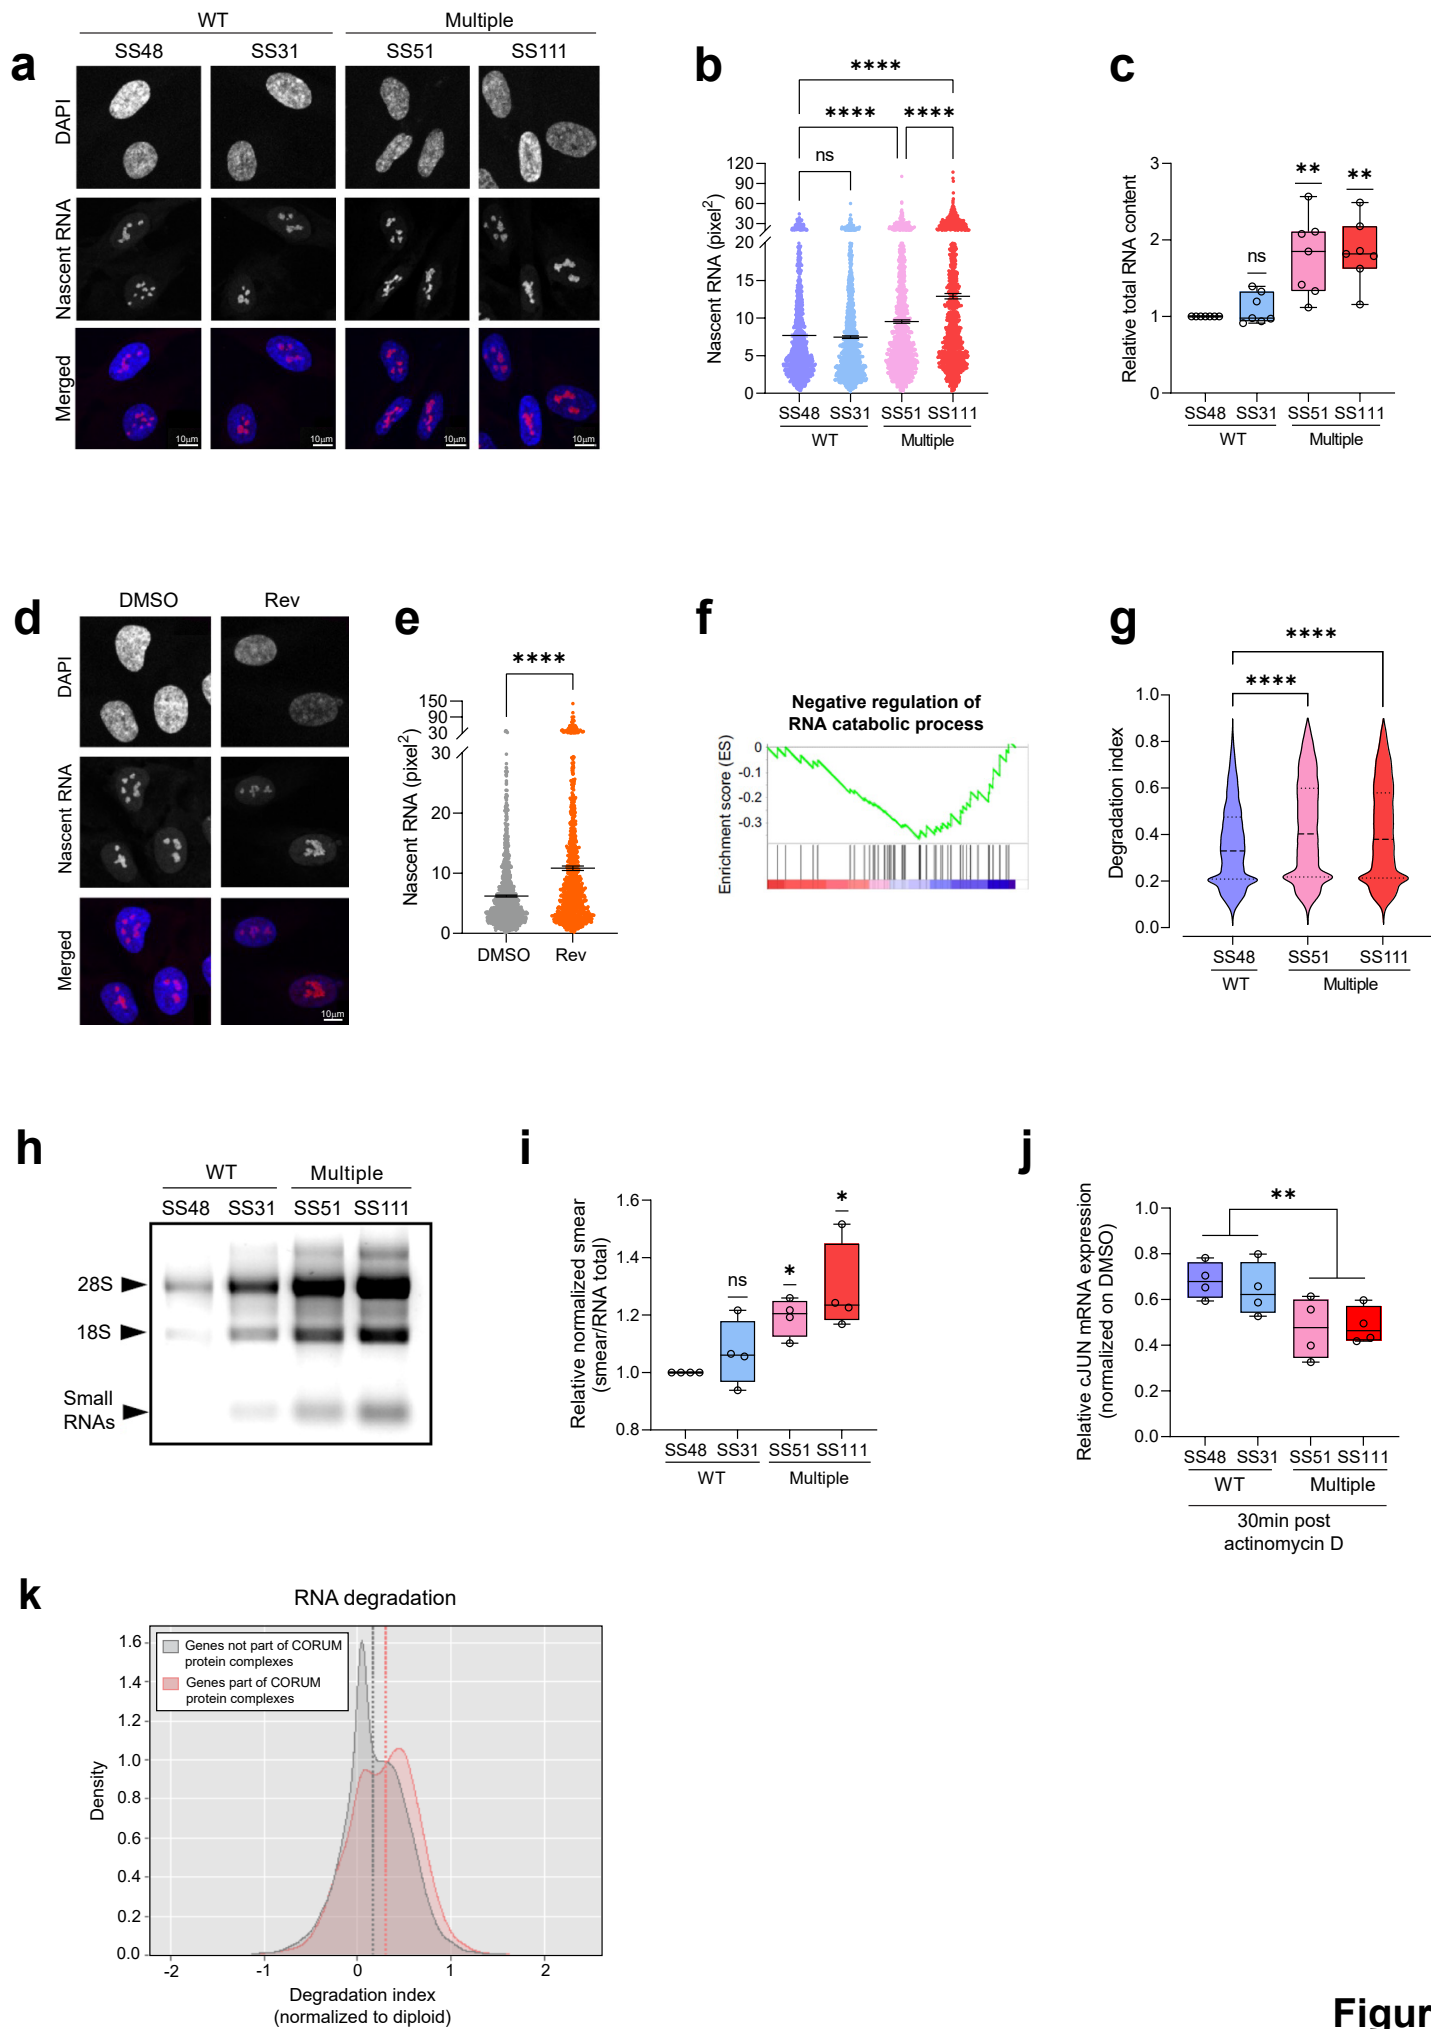 a
WT
Multiple
SS48
SS31
SS51
SS111
DAPI
Nascent RNA
Merged
10µm
10µm
10µm
10µm
b
****
****
****
ns
Nascent RNA (pixel²)
120
90
60
30
20
15
10
5
0
SS48
SS31
SS51
SS111
WT
Multiple
c
Relative total RNA content
3
2
1
0
ns
**
**
SS48
SS31
SS51
SS111
WT
Multiple
d
DMSO
Rev
DAPI
Nascent RNA
Merged
10µm
e
****
Nascent RNA (pixel²)
150
90
30
30
20
10
0
DMSO
Rev
f
Negative regulation of
RNA catabolic process
Enrichment score (ES)
0
-0.1
-0.2
-0.3
0
g
****
****
Degradation index
1.0
0.8
0.6
0.4
0.2
0.0
SS48
SS51
SS111
WT
Multiple
h
WT
Multiple
SS48
SS31
SS51
SS111
28S
18S
Small
RNAs
i
Relative normalized smear
(smear/RNA total)
1.6
1.4
1.2
1.0
0.8
ns
*
*
SS48
SS31
SS51
SS111
WT
Multiple
j
Relative cJUN mRNA expression
(normalized on DMSO)
1.0
0.8
0.6
0.4
0.2
0.0
**
SS48
SS31
SS51
SS111
WT
Multiple
30min post
actinomycin D
k
RNA degradation
Genes not part of CORUM
protein complexes
Genes part of CORUM
protein complexes
Density
1.6
1.4
1.2
1.0
0.8
0.6
0.4
0.2
0.0
-2
-1
0
1
2
Degradation index
(normalized to diploid)
Figur